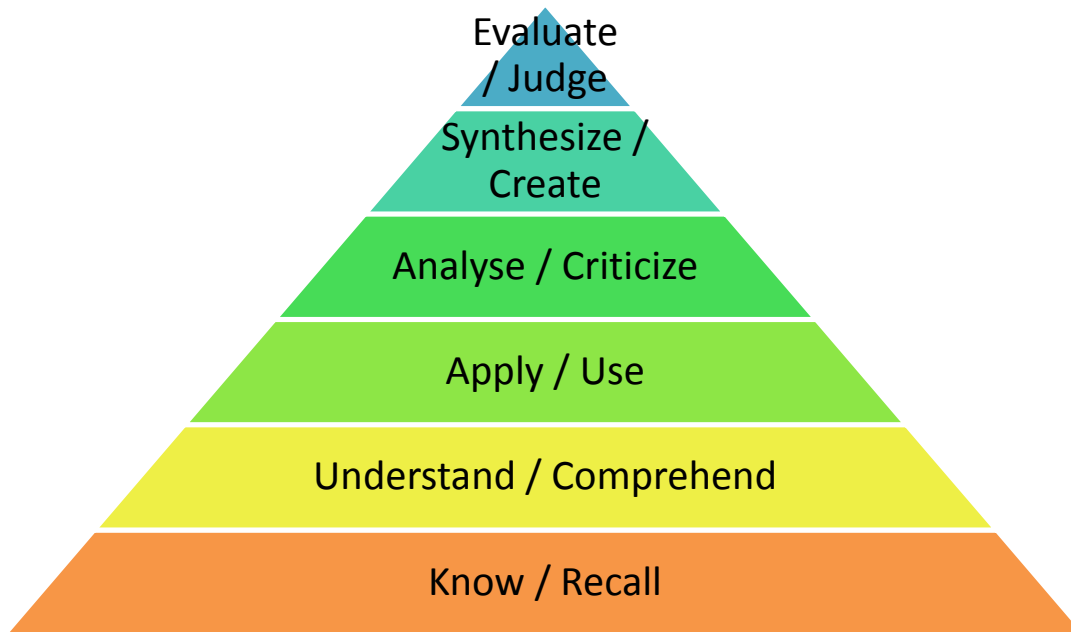 Evaluate
/ Judge
Synthesize /
Create
Analyse / Criticize
Apply / Use
Understand / Comprehend
Know / Recall